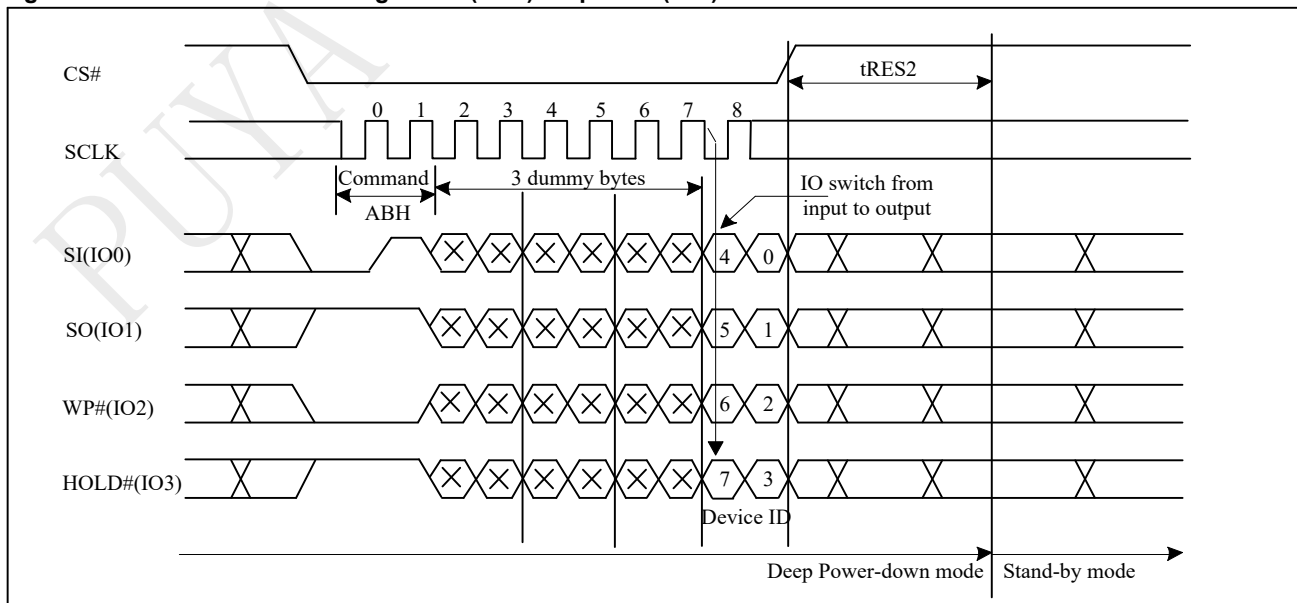 PUYA
CS#
tRES2
0 1 2 3 4 5 6 7 8
SCLK
Command
3 dummy bytes
IO switch from
input to output
ABH
SI(IO0)
4 0
SO(IO1)
5 1
WP#(IO2)
6 2
HOLD#(IO3)
7 3
Device ID
Deep Power-down mode
Stand-by mode